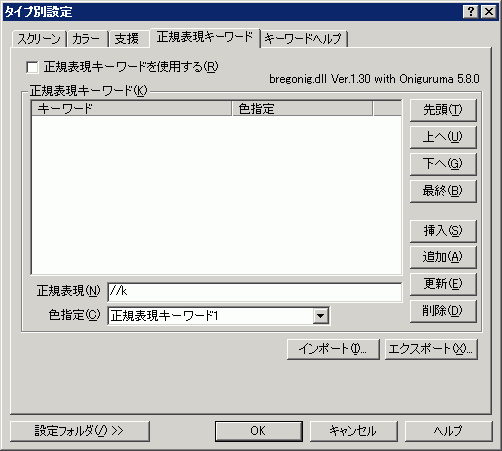 タイプ別設定
スクリーン カラー 支援 正規表現キーワード キーワードヘルプ
正規表現キーワードを使用する(R)
bregonig.dll Ver.1.30 with Oniguruma 5.8.0
正規表現キーワード(K)
キーワード 色指定
先頭(T)
上へ(U)
下へ(G)
最終(B)
挿入(S)
追加(A)
更新(E)
削除(D)
正規表現(N) //k
色指定(C) 正規表現キーワード1
インポート(I)... エクスポート(X)...
設定フォルダ(/) >> OK キャンセル ヘルプ